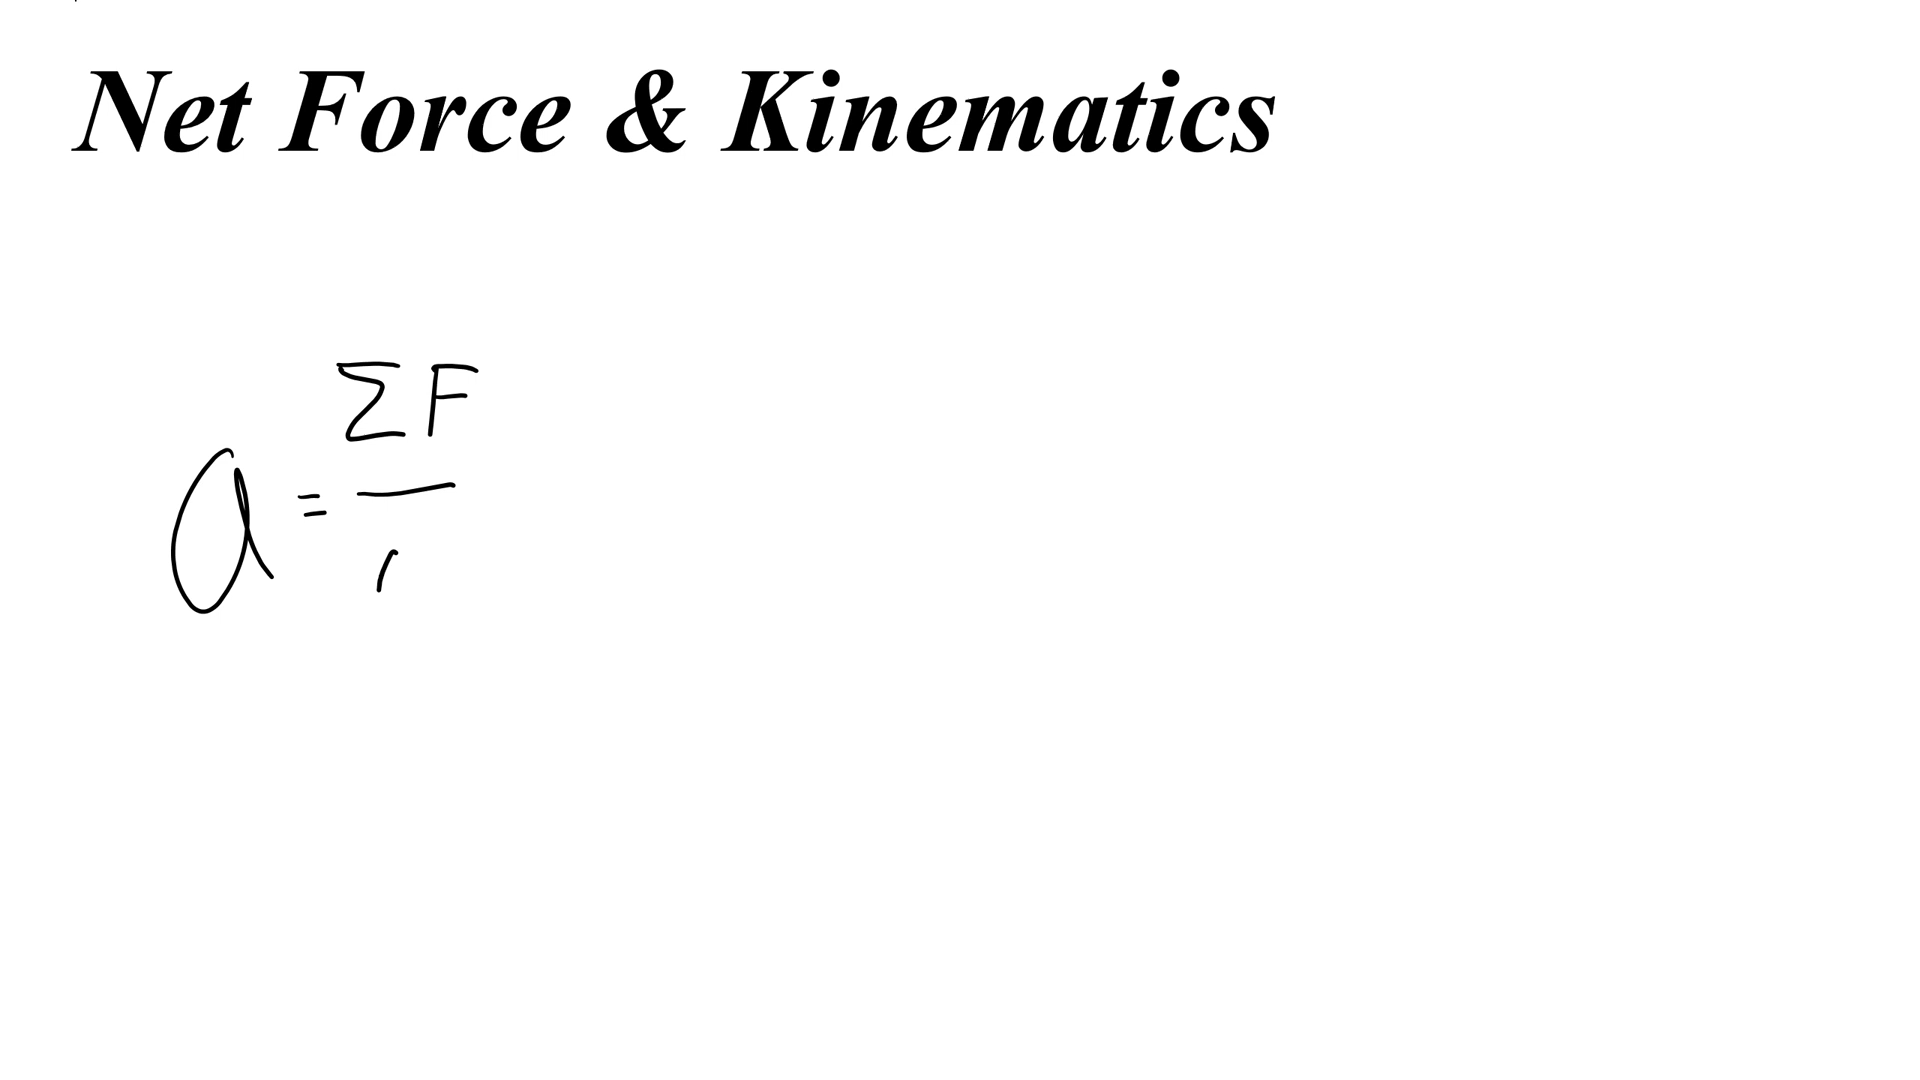 Net Force & Kinematics
ΣF
a = —